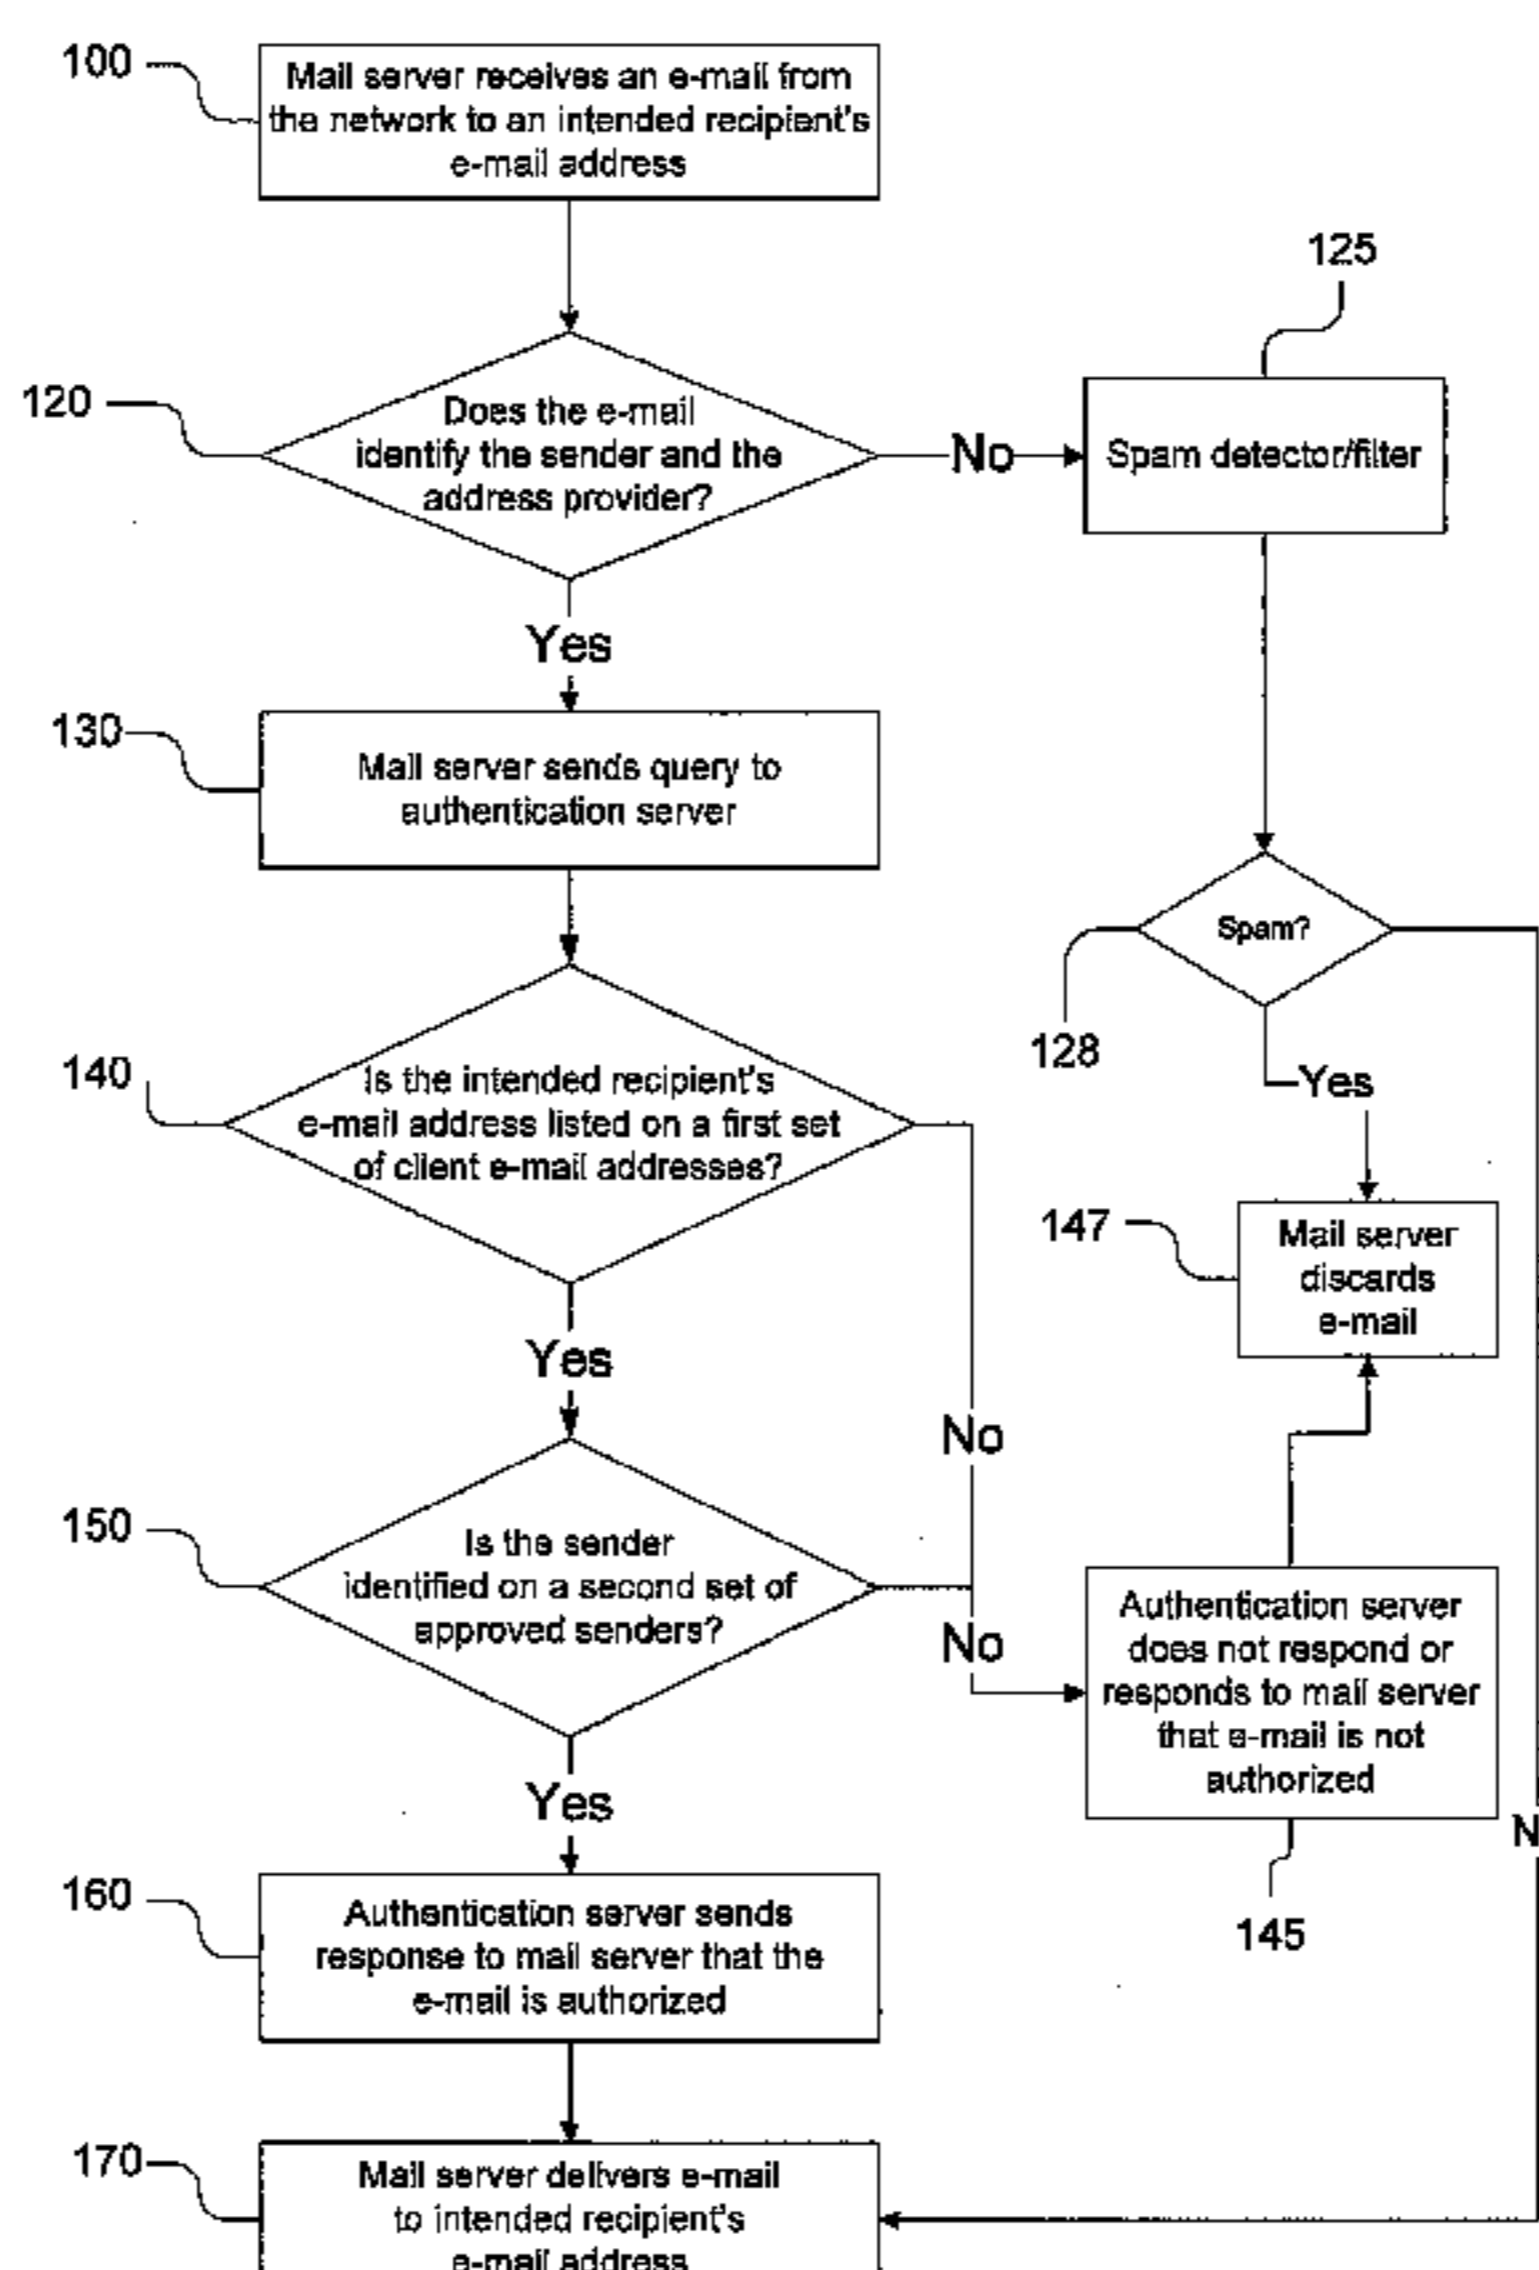 100
Mail server receives an e-mail from
the network to an intended recipient's
e-mail address
125
120
Does the e-mail
identify the sender and the
address provider?
No
Spam detector/filter
Yes
130
Mail server sends query to
authentication server
Spam?
128
140
Is the intended recipient's
e-mail address listed on a first set
of client e-mail addresses?
Yes
147
Mail server
discards
e-mail
Yes
No
150
Is the sender
identified on a second set of
approved senders?
No
Authentication server
does not respond or
responds to mail server
that e-mail is not
authorized
Yes
N
145
160
Authentication server sends
response to mail server that the
e-mail is authorized
170
Mail server delivers e-mail
to intended recipient's
e-mail address